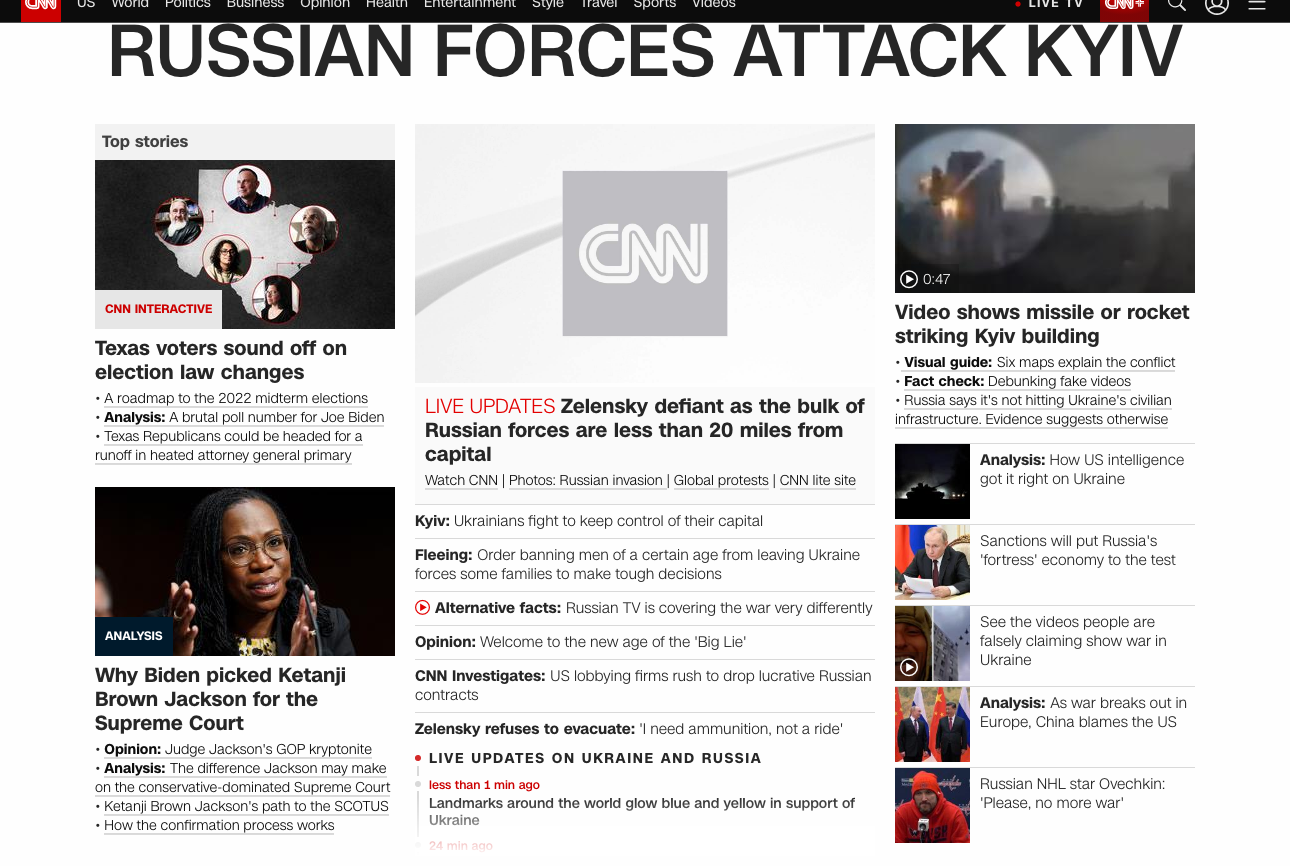 CNN US World Politics Business Opinion Health Entertainment Style Travel Sports Videos LIVE TV CNN+
RUSSIAN FORCES ATTACK KYIV
Top stories
CNN INTERACTIVE
Texas voters sound off on
election law changes
• A roadmap to the 2022 midterm elections
• Analysis: A brutal poll number for Joe Biden
• Texas Republicans could be headed for a
runoff in heated attorney general primary
ANALYSIS
Why Biden picked Ketanji
Brown Jackson for the
Supreme Court
• Opinion: Judge Jackson's GOP kryptonite
• Analysis: The difference Jackson may make
on the conservative-dominated Supreme Court
• Ketanji Brown Jackson's path to the SCOTUS
• How the confirmation process works
CNN
LIVE UPDATES Zelensky defiant as the bulk of
Russian forces are less than 20 miles from
capital
Watch CNN | Photos: Russian invasion | Global protests | CNN lite site
Kyiv: Ukrainians fight to keep control of their capital
Fleeing: Order banning men of a certain age from leaving Ukraine
forces some families to make tough decisions
Alternative facts: Russian TV is covering the war very differently
Opinion: Welcome to the new age of the 'Big Lie'
CNN Investigates: US lobbying firms rush to drop lucrative Russian
contracts
Zelensky refuses to evacuate: 'I need ammunition, not a ride'
LIVE UPDATES ON UKRAINE AND RUSSIA
less than 1 min ago
Landmarks around the world glow blue and yellow in support of
Ukraine
24 min ago
0:47
Video shows missile or rocket
striking Kyiv building
• Visual guide: Six maps explain the conflict
• Fact check: Debunking fake videos
• Russia says it's not hitting Ukraine's civilian
infrastructure. Evidence suggests otherwise
Analysis: How US intelligence
got it right on Ukraine
Sanctions will put Russia's
'fortress' economy to the test
See the videos people are
falsely claiming show war in
Ukraine
Analysis: As war breaks out in
Europe, China blames the US
Russian NHL star Ovechkin:
'Please, no more war'